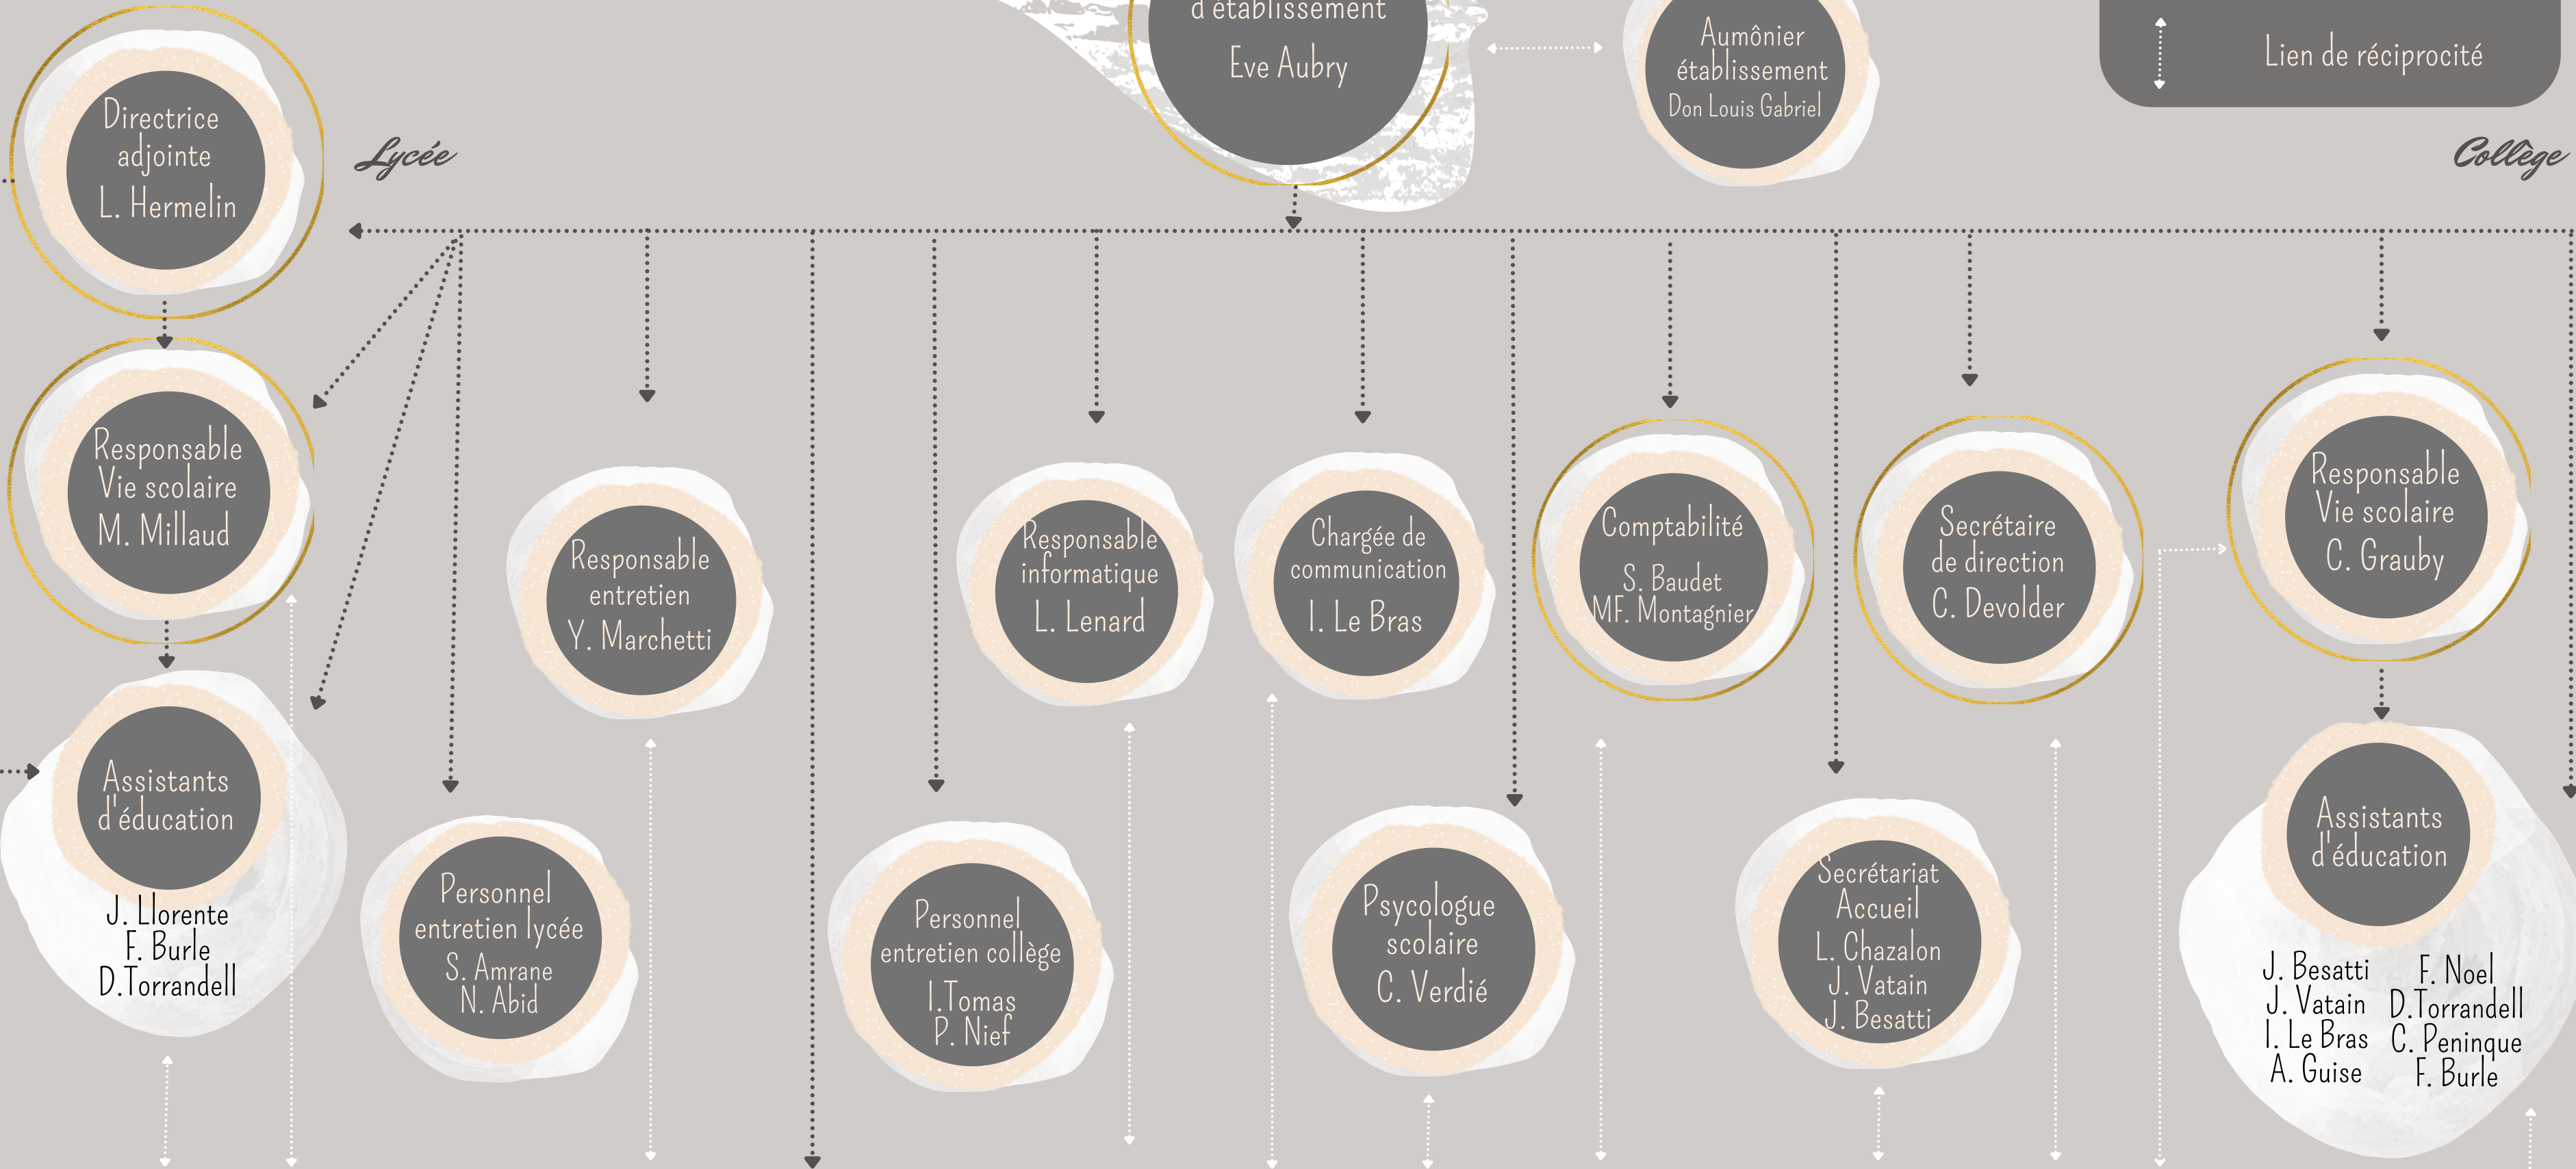 d'établissement
Eve Aubry
Aumônier
établissement
Don Louis Gabriel
Lien de réciprocité
Directrice
adjointe
L. Hermelin
Lycée
Collège
Responsable
Vie scolaire
M. Millaud
Responsable
entretien
Y. Marchetti
Responsable
informatique
L. Lenard
Chargée de
communication
I. Le Bras
Comptabilité
S. Baudet
MF. Montagnier
Secrétaire
de direction
C. Devolder
Responsable
Vie scolaire
C. Grauby
Assistants
d'éducation
J. Llorente
F. Burle
D.Torrandell
Personnel
entretien lycée
S. Amrane
N. Abid
Personnel
entretien collège
I.Tomas
P. Nief
Psycologue
scolaire
C. Verdié
Secrétariat
Accueil
L. Chazalon
J. Vatain
J. Besatti
Assistants
d'éducation
J. Besatti
J. Vatain
I. Le Bras
A. Guise
F. Noel
D.Torrandell
C. Peninque
F. Burle